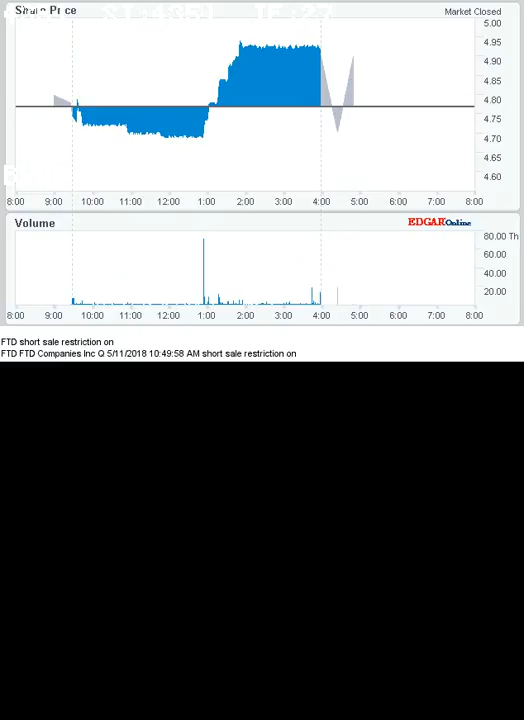 Share Price
Market Closed
5.00
4.95
4.90
4.85
4.80
4.75
4.70
4.65
4.60
8:00 9:00 10:00 11:00 12:00 1:00 2:00 3:00 4:00 5:00 6:00 7:00 8:00
Volume
EDGAR Online
80.00 Th
60.00
40.00
20.00
8:00 9:00 10:00 11:00 12:00 1:00 2:00 3:00 4:00 5:00 6:00 7:00 8:00
FTD short sale restriction on
FTD FTD Companies Inc Q 5/11/2018 10:49:58 AM short sale restriction on